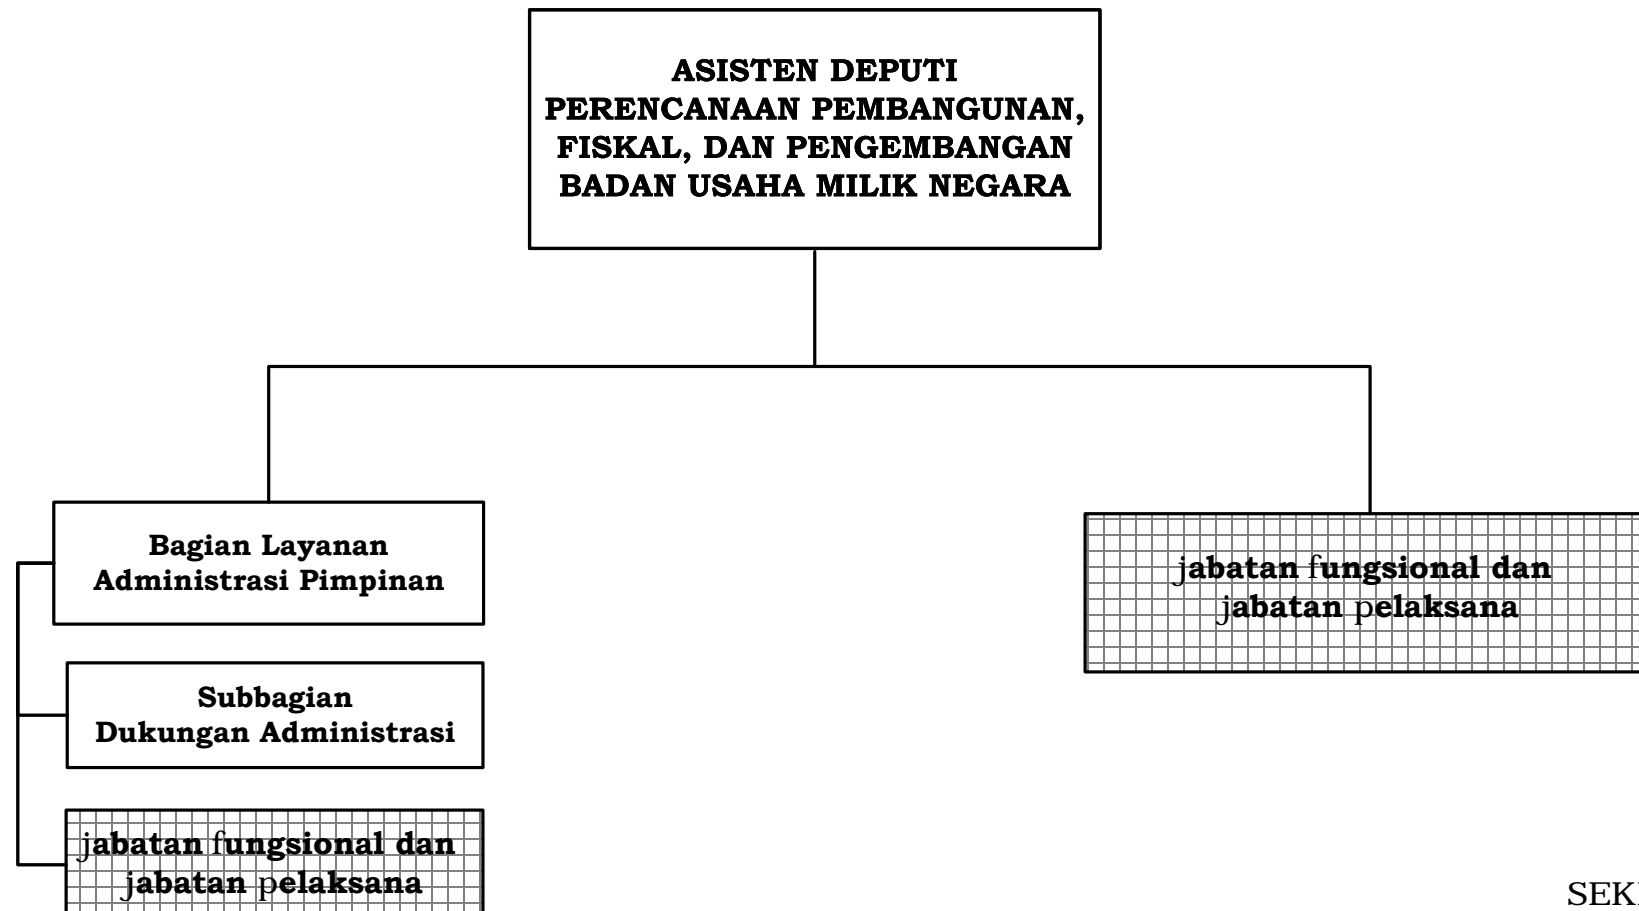 ASISTEN DEPUTI
PERENCANAAN PEMBANGUNAN,
FISKAL, DAN PENGEMBANGAN
BADAN USAHA MILIK NEGARA
Bagian Layanan
Administrasi Pimpinan
Subbagian
Dukungan Administrasi
jabatan fungsional dan
jabatan pelaksana
jabatan fungsional dan
jabatan pelaksana